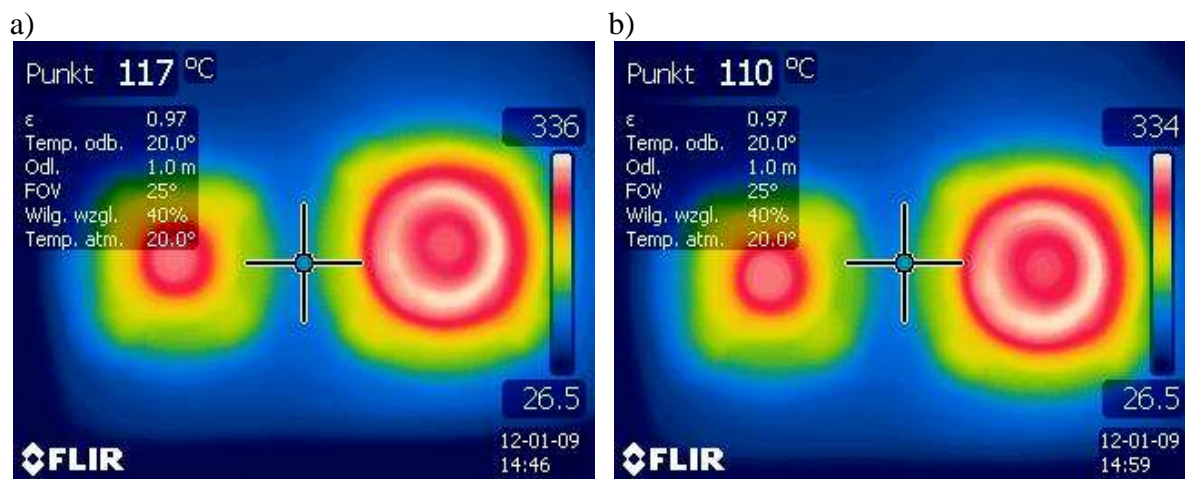 a)
Punkt 117 °C
ε 0.97
Temp. odb. 20.0°
Odl. 1.0 m
FOV 25°
Wilg. wzgl. 40%
Temp. atm. 20.0°
336
26.5
12-01-09
14:46
FLIR
b)
Punkt 110 °C
ε 0.97
Temp. odb. 20.0°
Odl. 1.0 m
FOV 25°
Wilg. wzgl. 40%
Temp. atm. 20.0°
334
26.5
12-01-09
14:59
FLIR